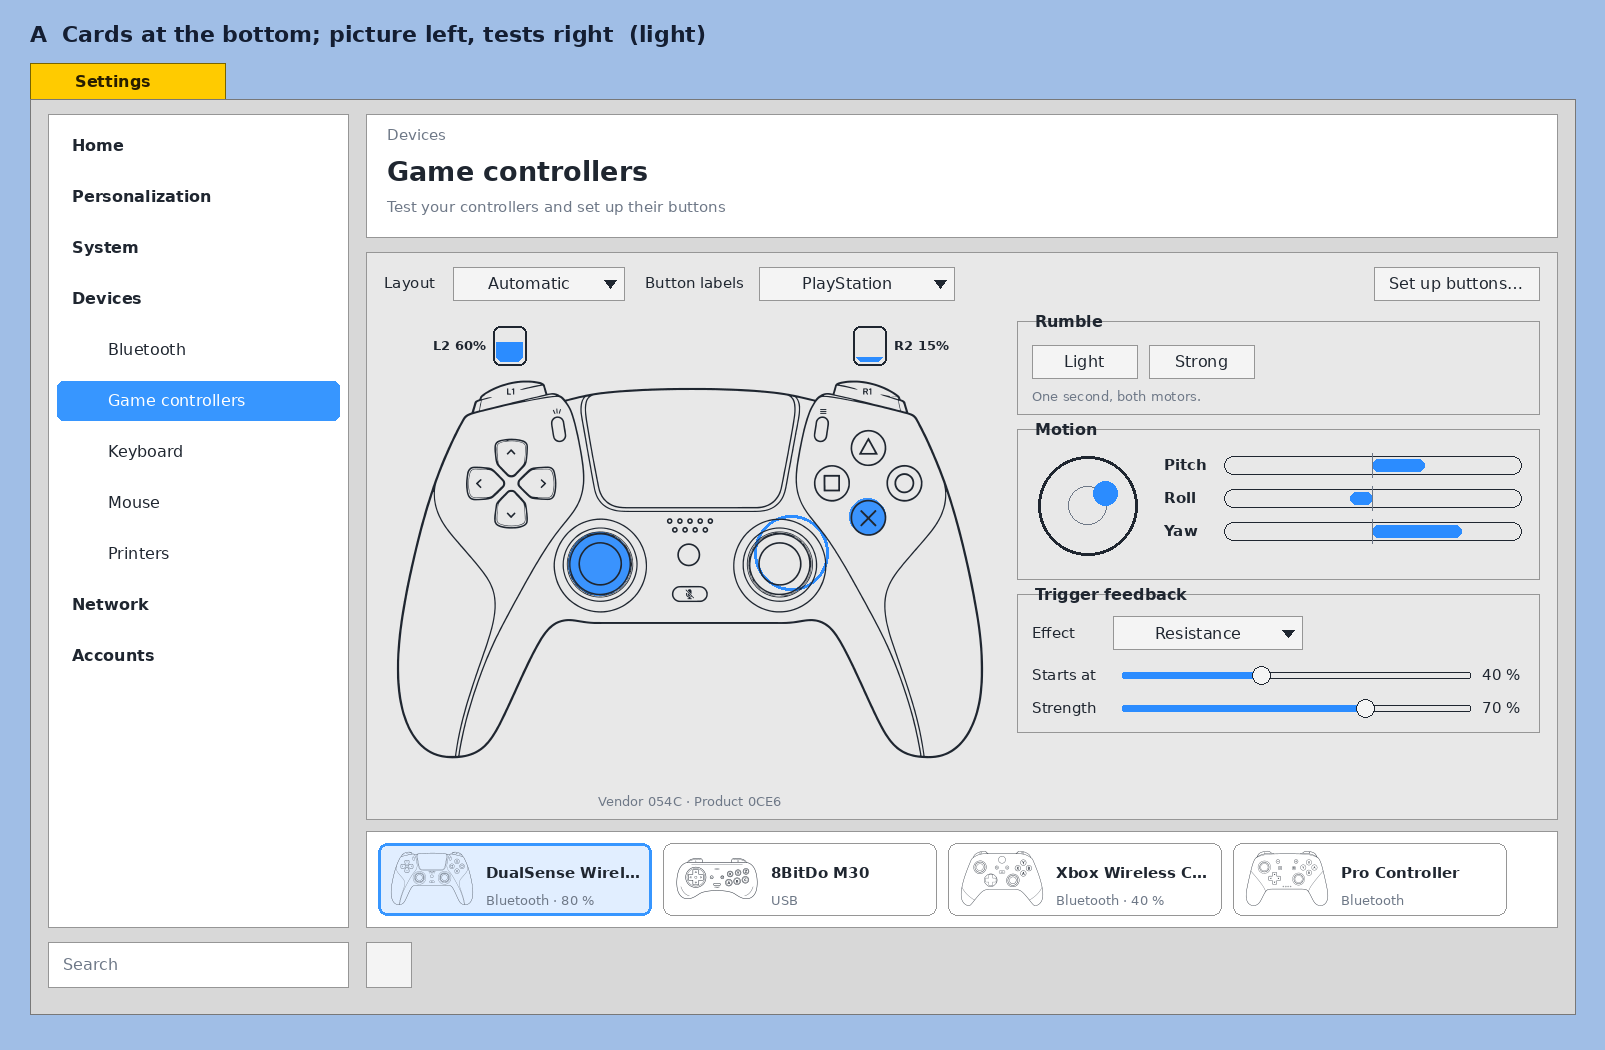 A  Cards at the bottom; picture left, tests right  (light)
Settings
Home
Personalization
System
Devices
Bluetooth
Game controllers
Keyboard
Mouse
Printers
Network
Accounts
Search
Devices
Game controllers
Test your controllers and set up their buttons
Layout
Automatic
Button labels
PlayStation
Set up buttons…
L2 60%
R2 15%
L1
R1
Vendor 054C · Product 0CE6
Rumble
Light
Strong
One second, both motors.
Motion
Pitch
Roll
Yaw
Trigger feedback
Effect
Resistance
Starts at
40 %
Strength
70 %
DualSense Wirel…
Bluetooth · 80 %
8BitDo M30
USB
Xbox Wireless C…
Bluetooth · 40 %
Pro Controller
Bluetooth